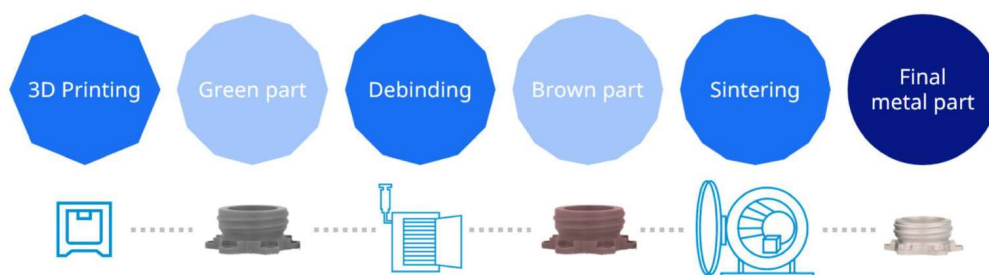 3D Printing
Green part
Debinding
Brown part
Sintering
Final
metal part